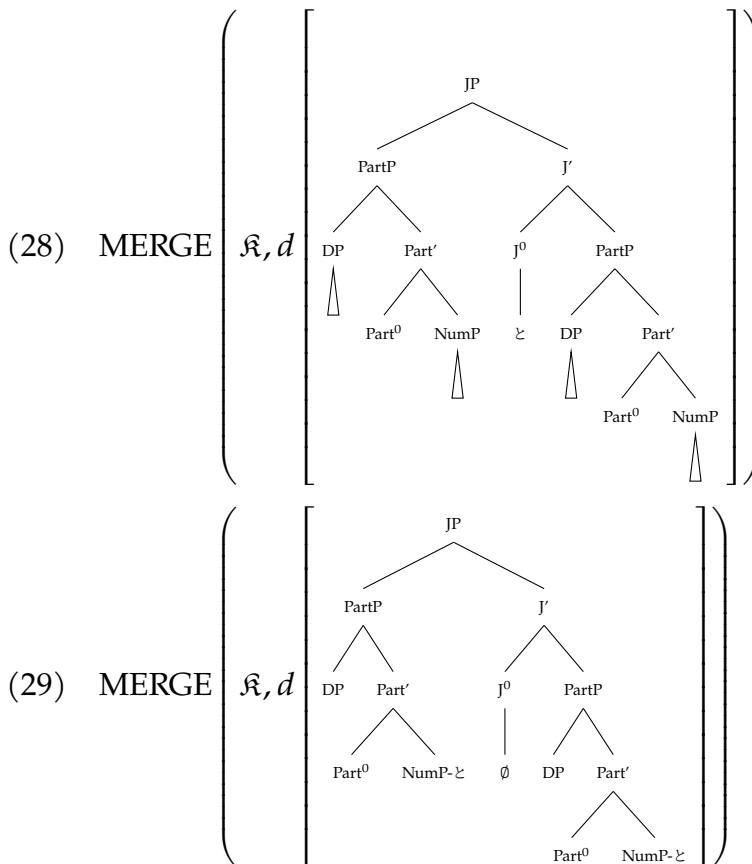 JP
PartP J’
(28) MERGE 𝔎, d DP Part’ J⁰ PartP
Part⁰ NumP と DP Part’
Part⁰ NumP
JP
PartP J’
(29) MERGE 𝔎, d DP Part’ J⁰ PartP
Part⁰ NumP-と ∅ DP Part’
Part⁰ NumP-と